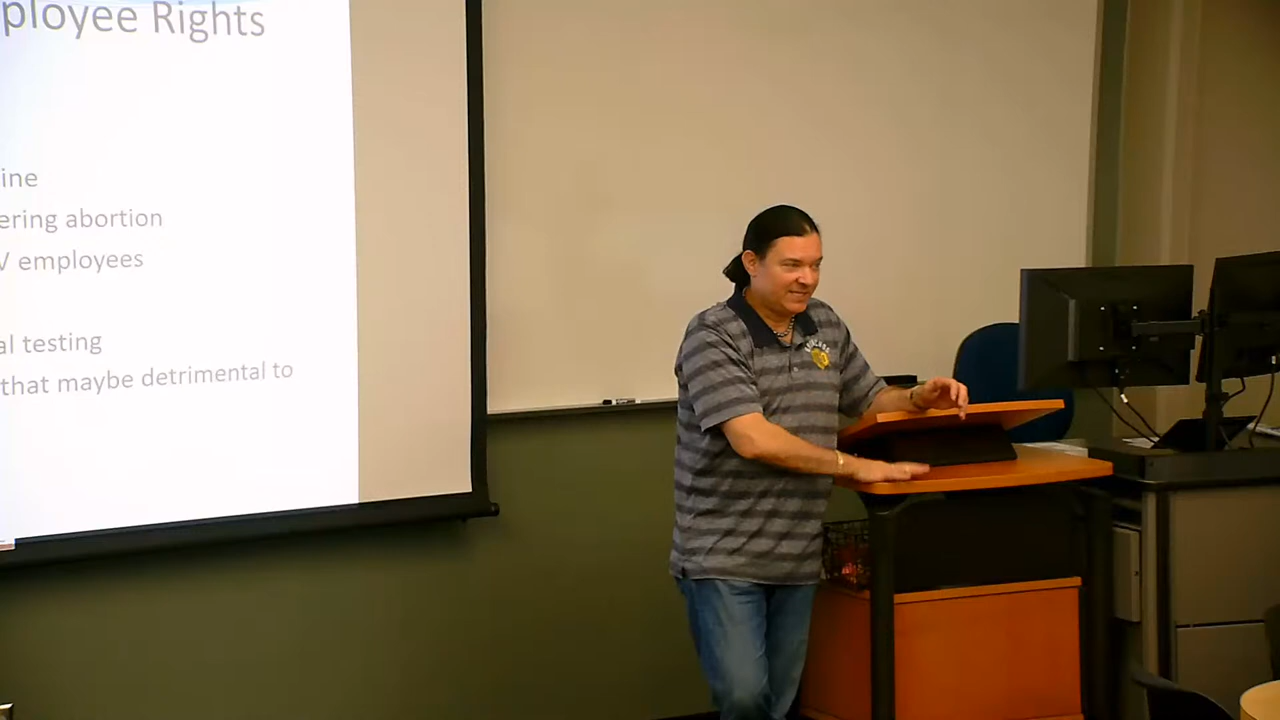 ployee Rights
ine
ering abortion
V employees
al testing
that maybe detrimental to